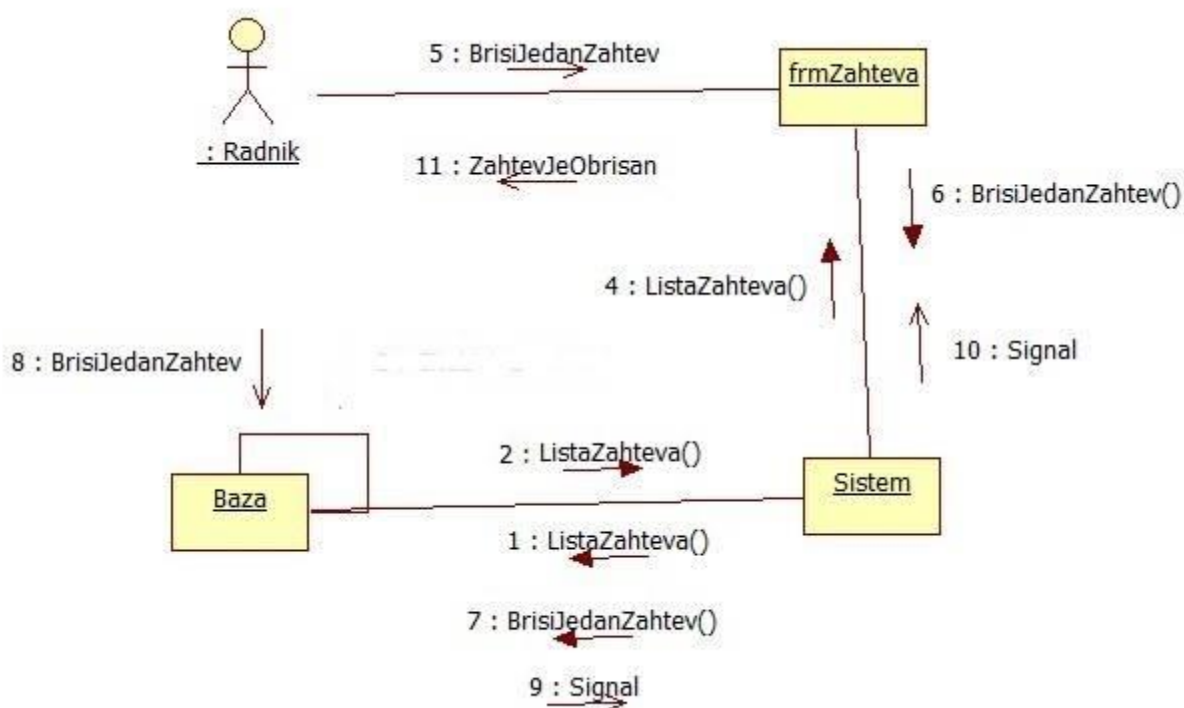 5 : BrisiJedanZahtev
frmZahteva
: Radnik
11 : ZahtevJeObrisan
6 : BrisiJedanZahtev()
4 : ListaZahteva()
10 : Signal
8 : BrisiJedanZahtev
2 : ListaZahteva()
Baza
Sistem
1 : ListaZahteva()
7 : BrisiJedanZahtev()
9 : Signal